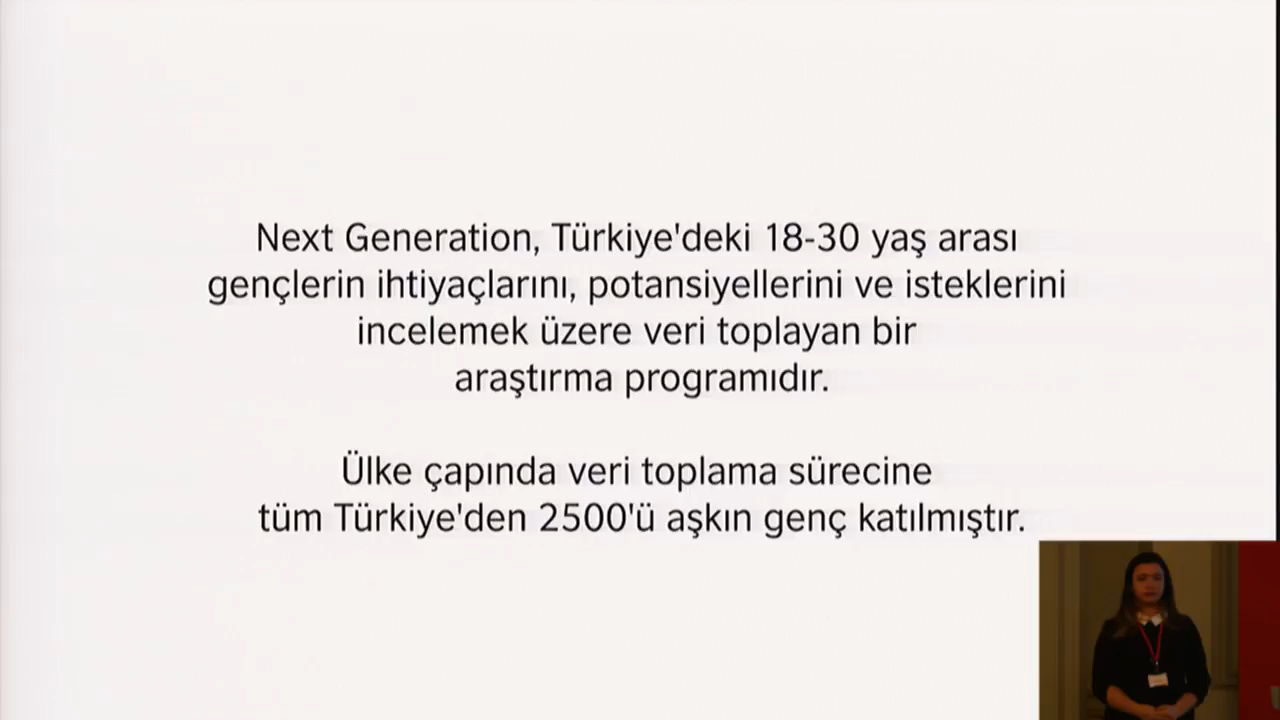 Next Generation, Türkiye'deki 18-30 yaş arası
gençlerin ihtiyaçlarını, potansiyellerini ve isteklerini
incelemek üzere veri toplayan bir
araştırma programıdır.
Ülke çapında veri toplama sürecine
tüm Türkiye'den 2500'ü aşkın genç katılmıştır.